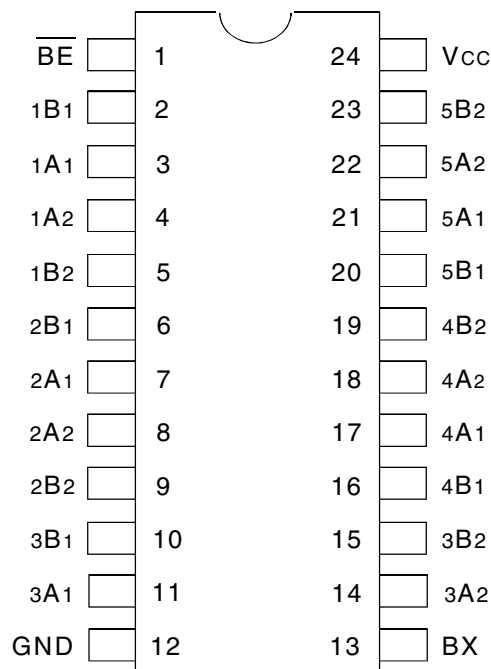 B̅E̅ 1 24 VCC
1B1 2 23 5B2
1A1 3 22 5A2
1A2 4 21 5A1
1B2 5 20 5B1
2B1 6 19 4B2
2A1 7 18 4A2
2A2 8 17 4A1
2B2 9 16 4B1
3B1 10 15 3B2
3A1 11 14 3A2
GND 12 13 BX